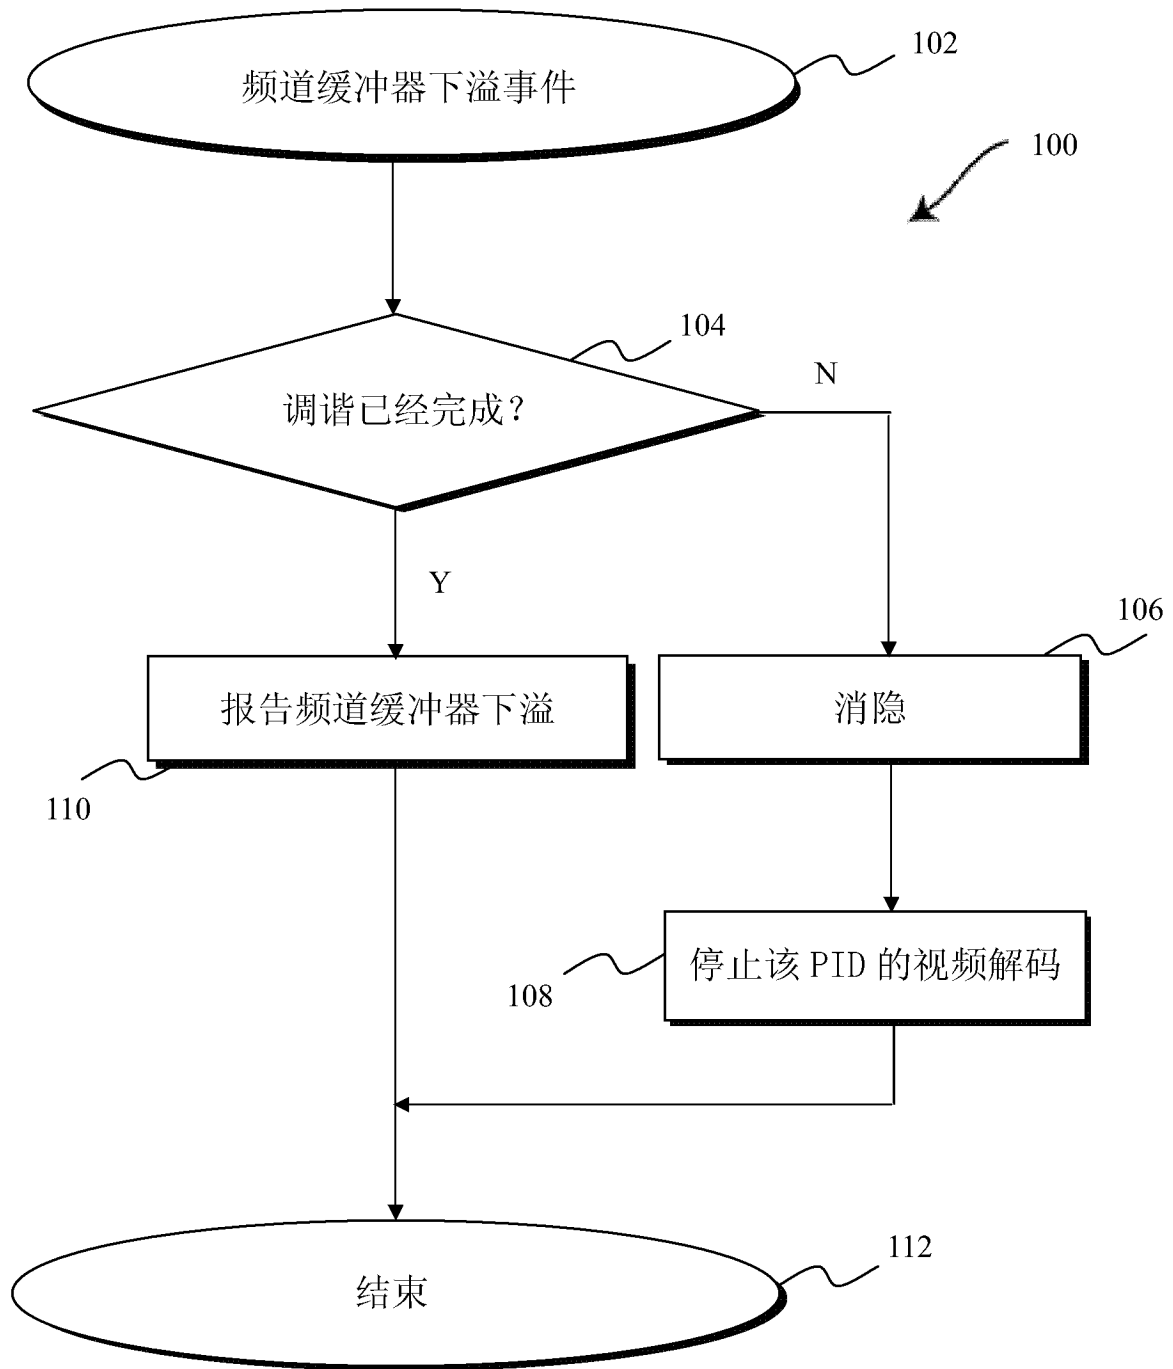 频道缓冲器下溢事件
102
100
104
调谐已经完成?
N
Y
106
报告频道缓冲器下溢
消隐
110
停止该 PID 的视频解码
108
112
结束